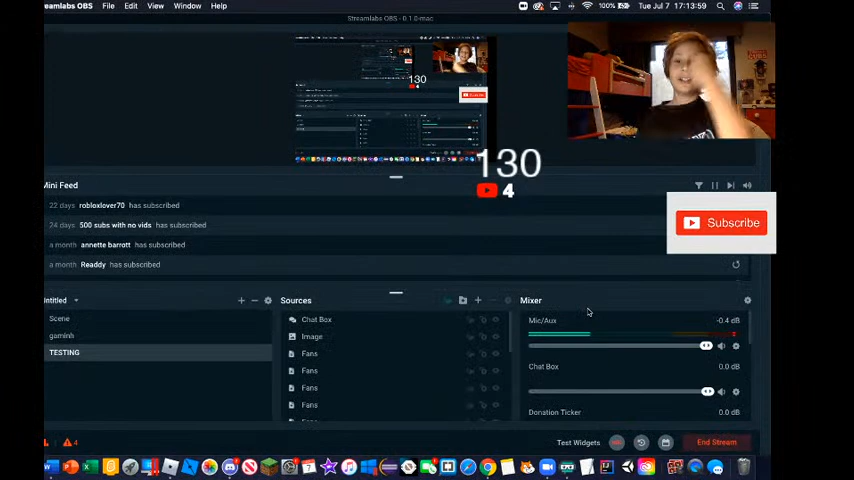 treamlabs OBS File Edit View Window Help 100% Tue Jul 7 17:13:59
Streamlabs OBS - 0.1.0-mac
130
4
130
4
Mini Feed
22 days robloxlover70 has subscribed
24 days 500 subs with no vids has subscribed
a month annette barrott has subscribed
a month Readdy has subscribed
Subscribe
Untitled
Scene
gaminh
TESTING
Sources
Chat Box
Image
Fans
Fans
Fans
Fans
Mixer
Mic/Aux -0.4 dB
Chat Box 0.0 dB
Donation Ticker 0.0 dB
4
Test Widgets
End Stream